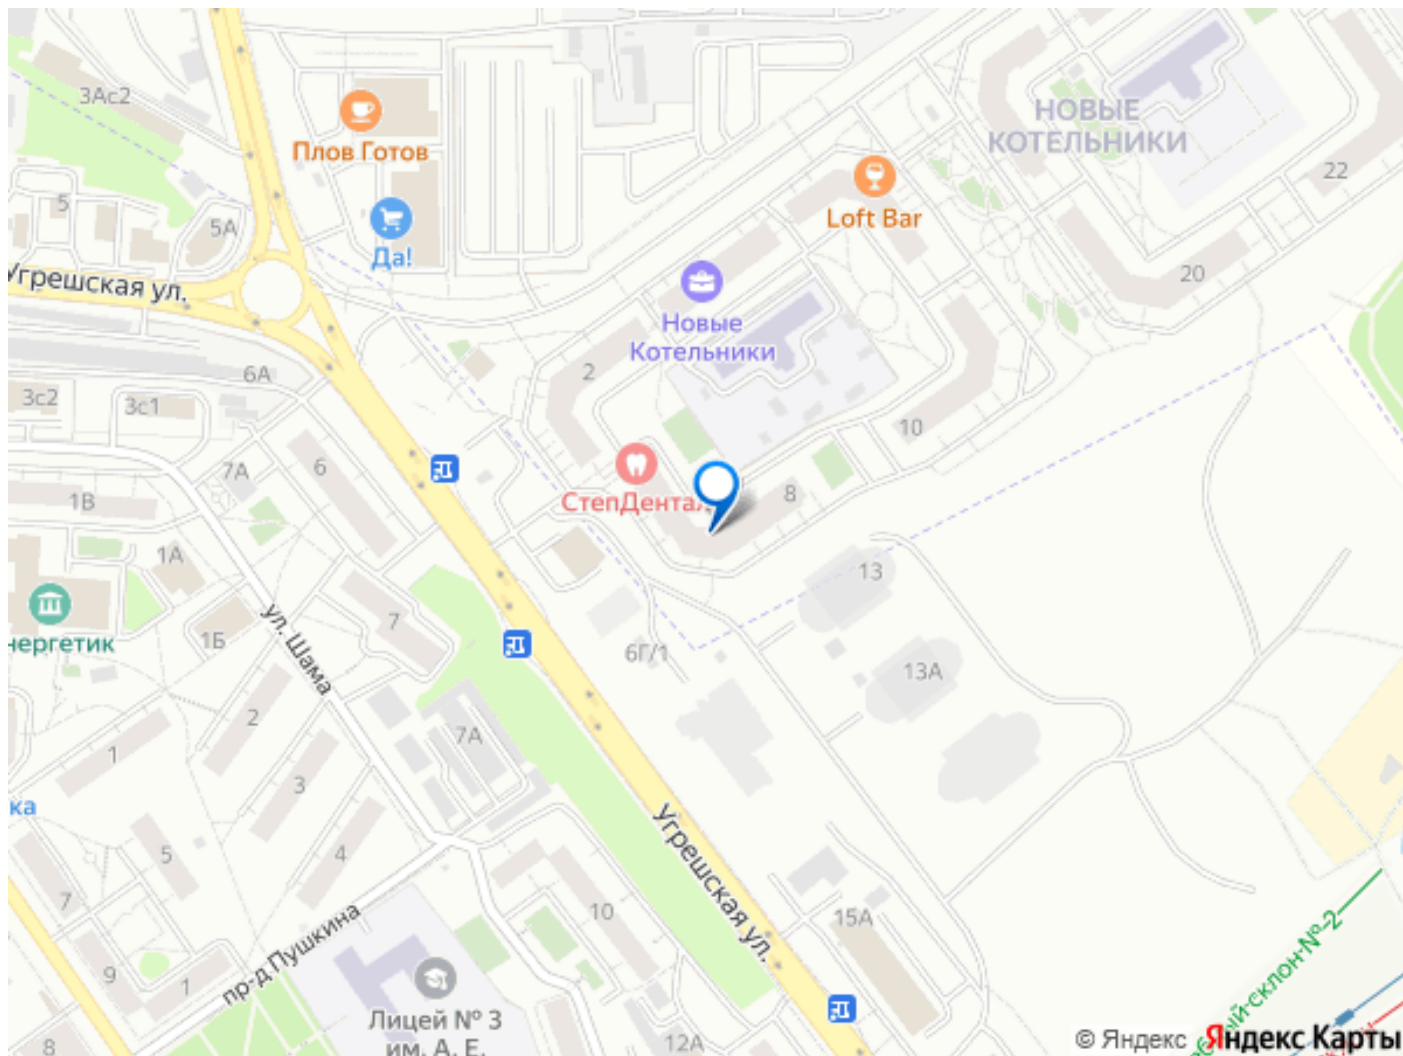 3Ас2
Плов Готов
НОВЫЕ
КОТЕЛЬНИКИ
22
Loft Bar
5
5А
Да!
Угрешская ул.
20
Новые
Котельники
2
6А
3с2
3с1
10
7А
6
1В
СтепДентал
8
1А
13
7
1Б
ул. Шама
6Г/1
13А
2
7А
1
3
5
4
Угрешская ул.
7
10
15А
пр-д Пушкина
9
1
склон-№-2
Лицей № 3
им. А. Е.
12А
8
© Яндекс Яндекс Карты